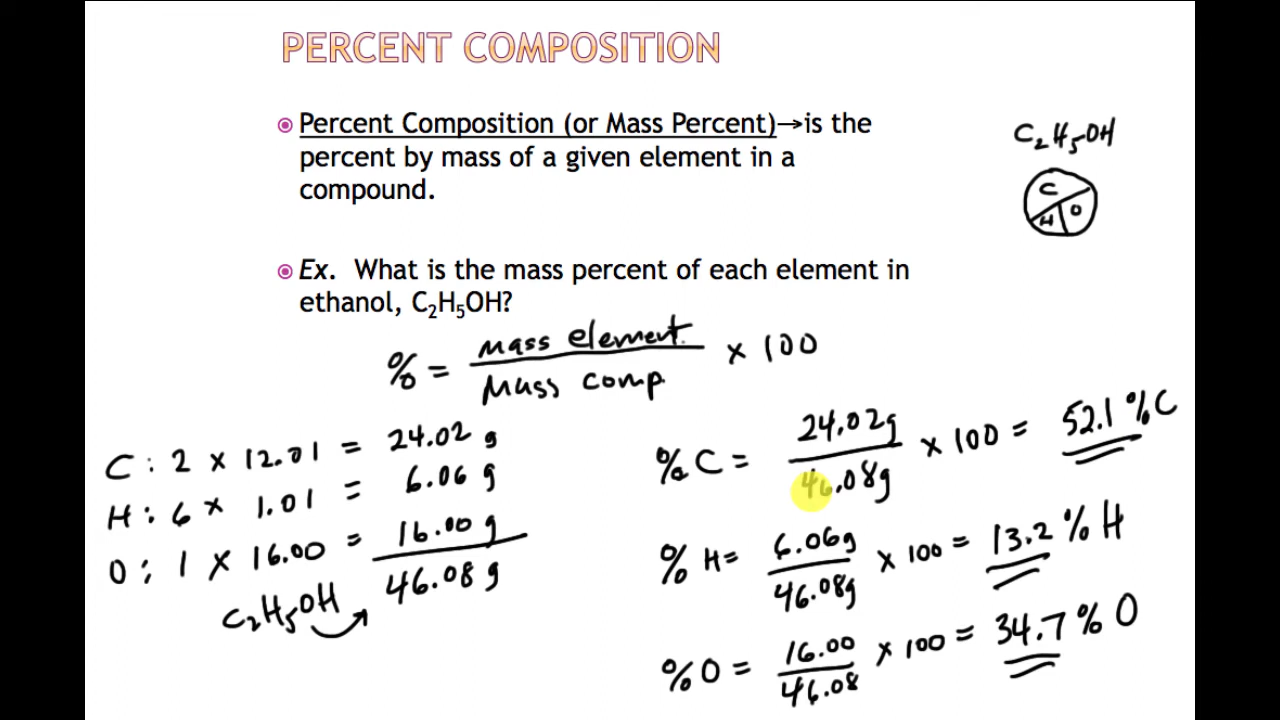 PERCENT COMPOSITION
Percent Composition (or Mass Percent)→is the
percent by mass of a given element in a
compound.
C₂H₅OH
C
H O
Ex. What is the mass percent of each element in
ethanol, C₂H₅OH?
% = mass element / Mass comp. x 100
C : 2 x 12.01 = 24.02 g
H : 6 x 1.01 = 6.06 g
O : 1 x 16.00 = 16.00 g
46.08 g
C₂H₅OH
% C = 24.02g / 46.08g x 100 = 52.1 % C
% H = 6.06g / 46.08g x 100 = 13.2 % H
% O = 16.00 / 46.08 x 100 = 34.7 % O